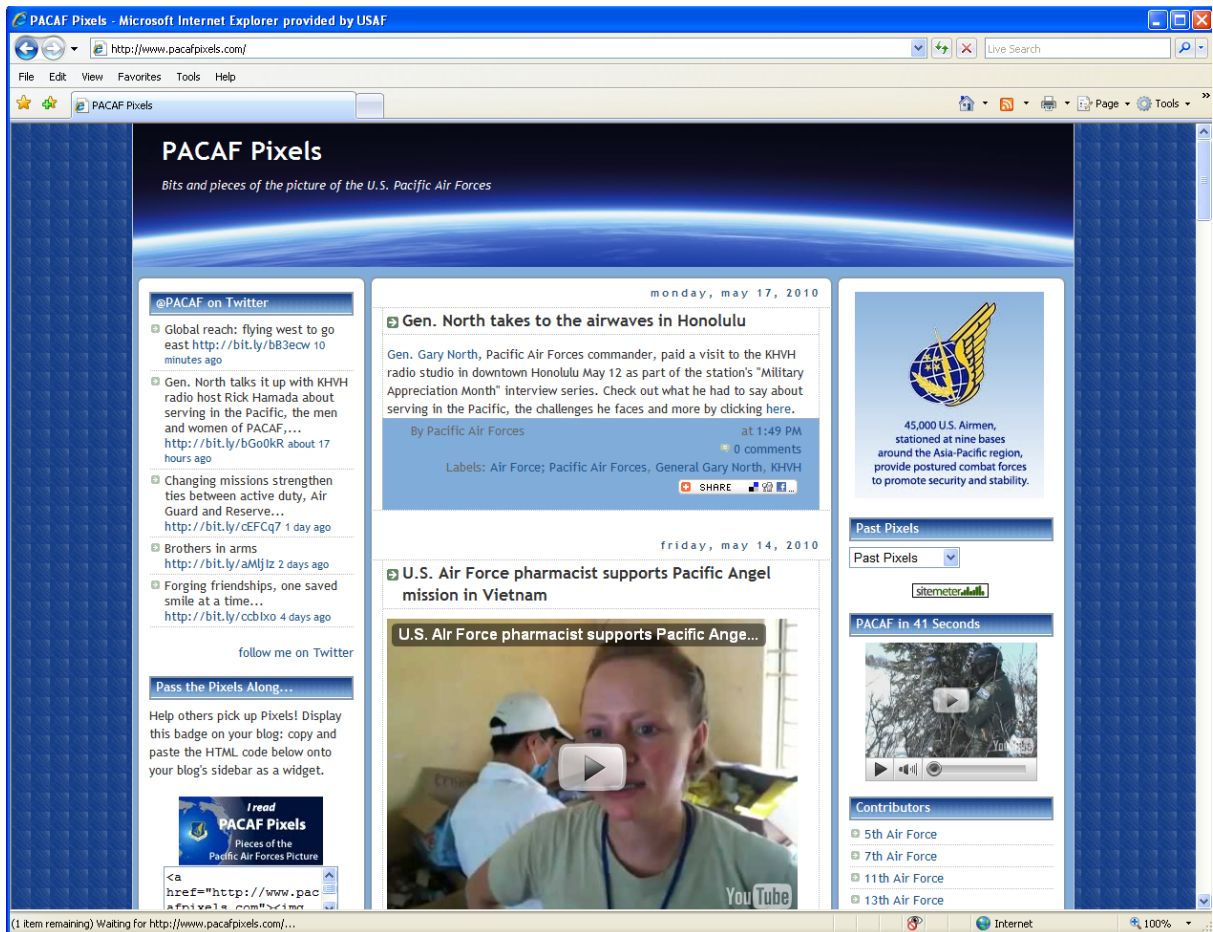 PACAF Pixels - Microsoft Internet Explorer provided by USAF
http://www.pacafpixels.com/
Live Search
File Edit View Favorites Tools Help
PACAF Pixels
Page Tools
PACAF Pixels
Bits and pieces of the picture of the U.S. Pacific Air Forces
@PACAF on Twitter
Global reach: flying west to go
east http://bit.ly/bB3ecw 10
minutes ago
Gen. North talks it up with KHVH
radio host Rick Hamada about
serving in the Pacific, the men
and women of PACAF,...
http://bit.ly/bGo0kR about 17
hours ago
Changing missions strengthen
ties between active duty, Air
Guard and Reserve...
http://bit.ly/cEFCq7 1 day ago
Brothers in arms
http://bit.ly/aMljIz 2 days ago
Forging friendships, one saved
smile at a time...
http://bit.ly/ccbIxo 4 days ago
follow me on Twitter
Pass the Pixels Along...
Help others pick up Pixels! Display
this badge on your blog: copy and
paste the HTML code below onto
your blog's sidebar as a widget.
I read
PACAF Pixels
Pieces of the
Pacific Air Forces Picture
<a
href="http://www.pac
afpixels.com"><img
monday, may 17, 2010
Gen. North takes to the airwaves in Honolulu
Gen. Gary North, Pacific Air Forces commander, paid a visit to the KHVH
radio studio in downtown Honolulu May 12 as part of the station's "Military
Appreciation Month" interview series. Check out what he had to say about
serving in the Pacific, the challenges he faces and more by clicking here.
By Pacific Air Forces at 1:49 PM
0 comments
Labels: Air Force; Pacific Air Forces, General Gary North, KHVH
SHARE
friday, may 14, 2010
U.S. Air Force pharmacist supports Pacific Angel
mission in Vietnam
U.S. Air Force pharmacist supports Pacific Ange...
YouTube
45,000 U.S. Airmen,
stationed at nine bases
around the Asia-Pacific region,
provide postured combat forces
to promote security and stability.
Past Pixels
Past Pixels
sitemeter
PACAF in 41 Seconds
YouTube
Contributors
5th Air Force
7th Air Force
11th Air Force
13th Air Force
(1 item remaining) Waiting for http://www.pacafpixels.com/...
Internet
100%